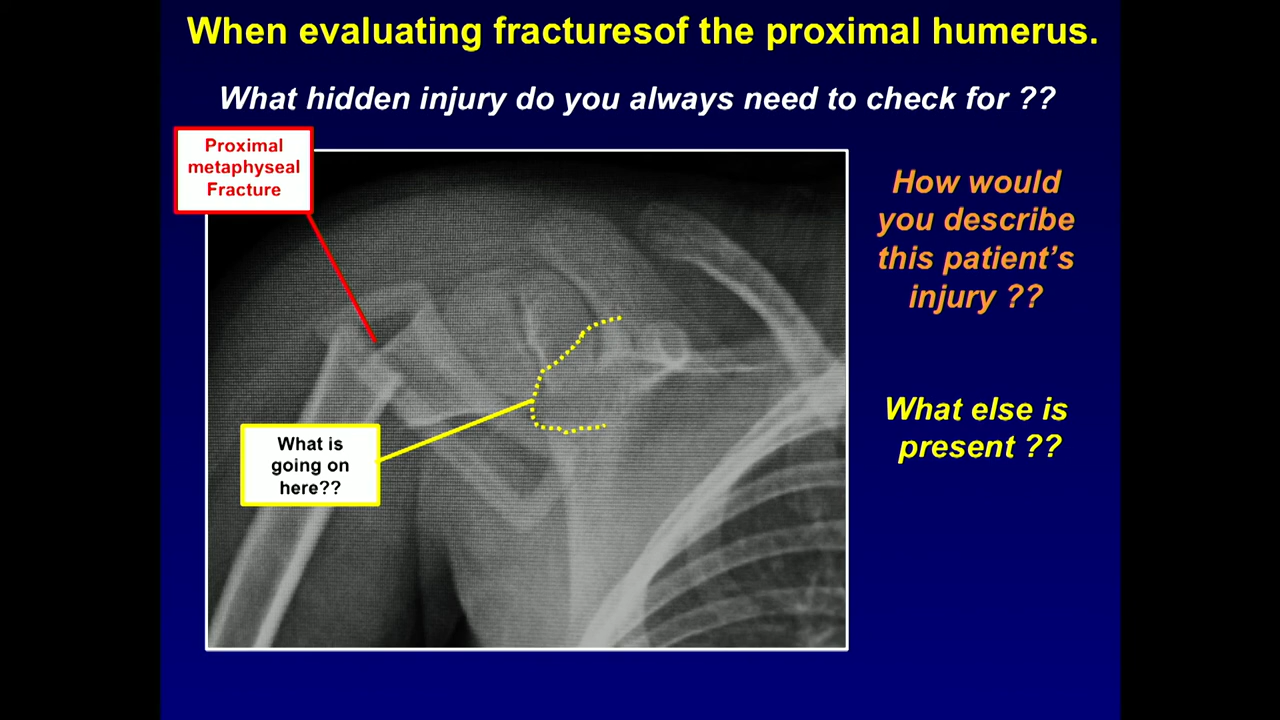 When evaluating fracturesof the proximal humerus.
What hidden injury do you always need to check for ??
Proximal
metaphyseal
Fracture
How would
you describe
this patient's
injury ??
What is
going on
here??
What else is
present ??